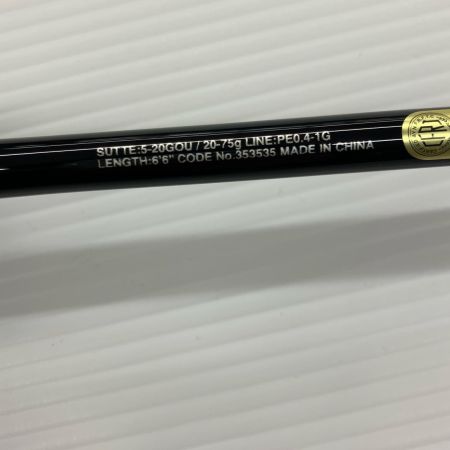 SUTTE:5-20GOU / 20-75g LINE:PE0.4-1G
LENGTH:6'6" CODE No.353535 MADE IN CHINA